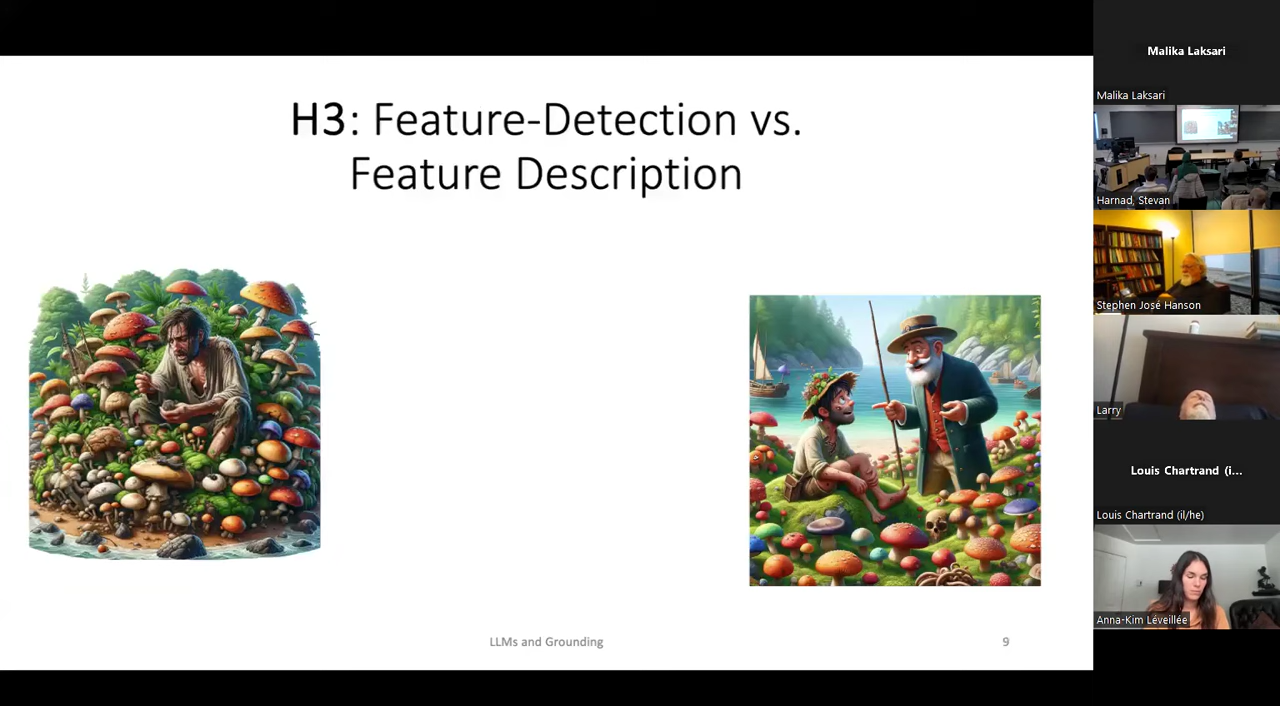 H3: Feature-Detection vs.
Feature Description
LLMs and Grounding
9
Malika Laksari
Malika Laksari
Harnad, Stevan
Stephen José Hanson
Larry
Louis Chartrand (i...
Louis Chartrand (il/he)
Anna-Kim Léveillée